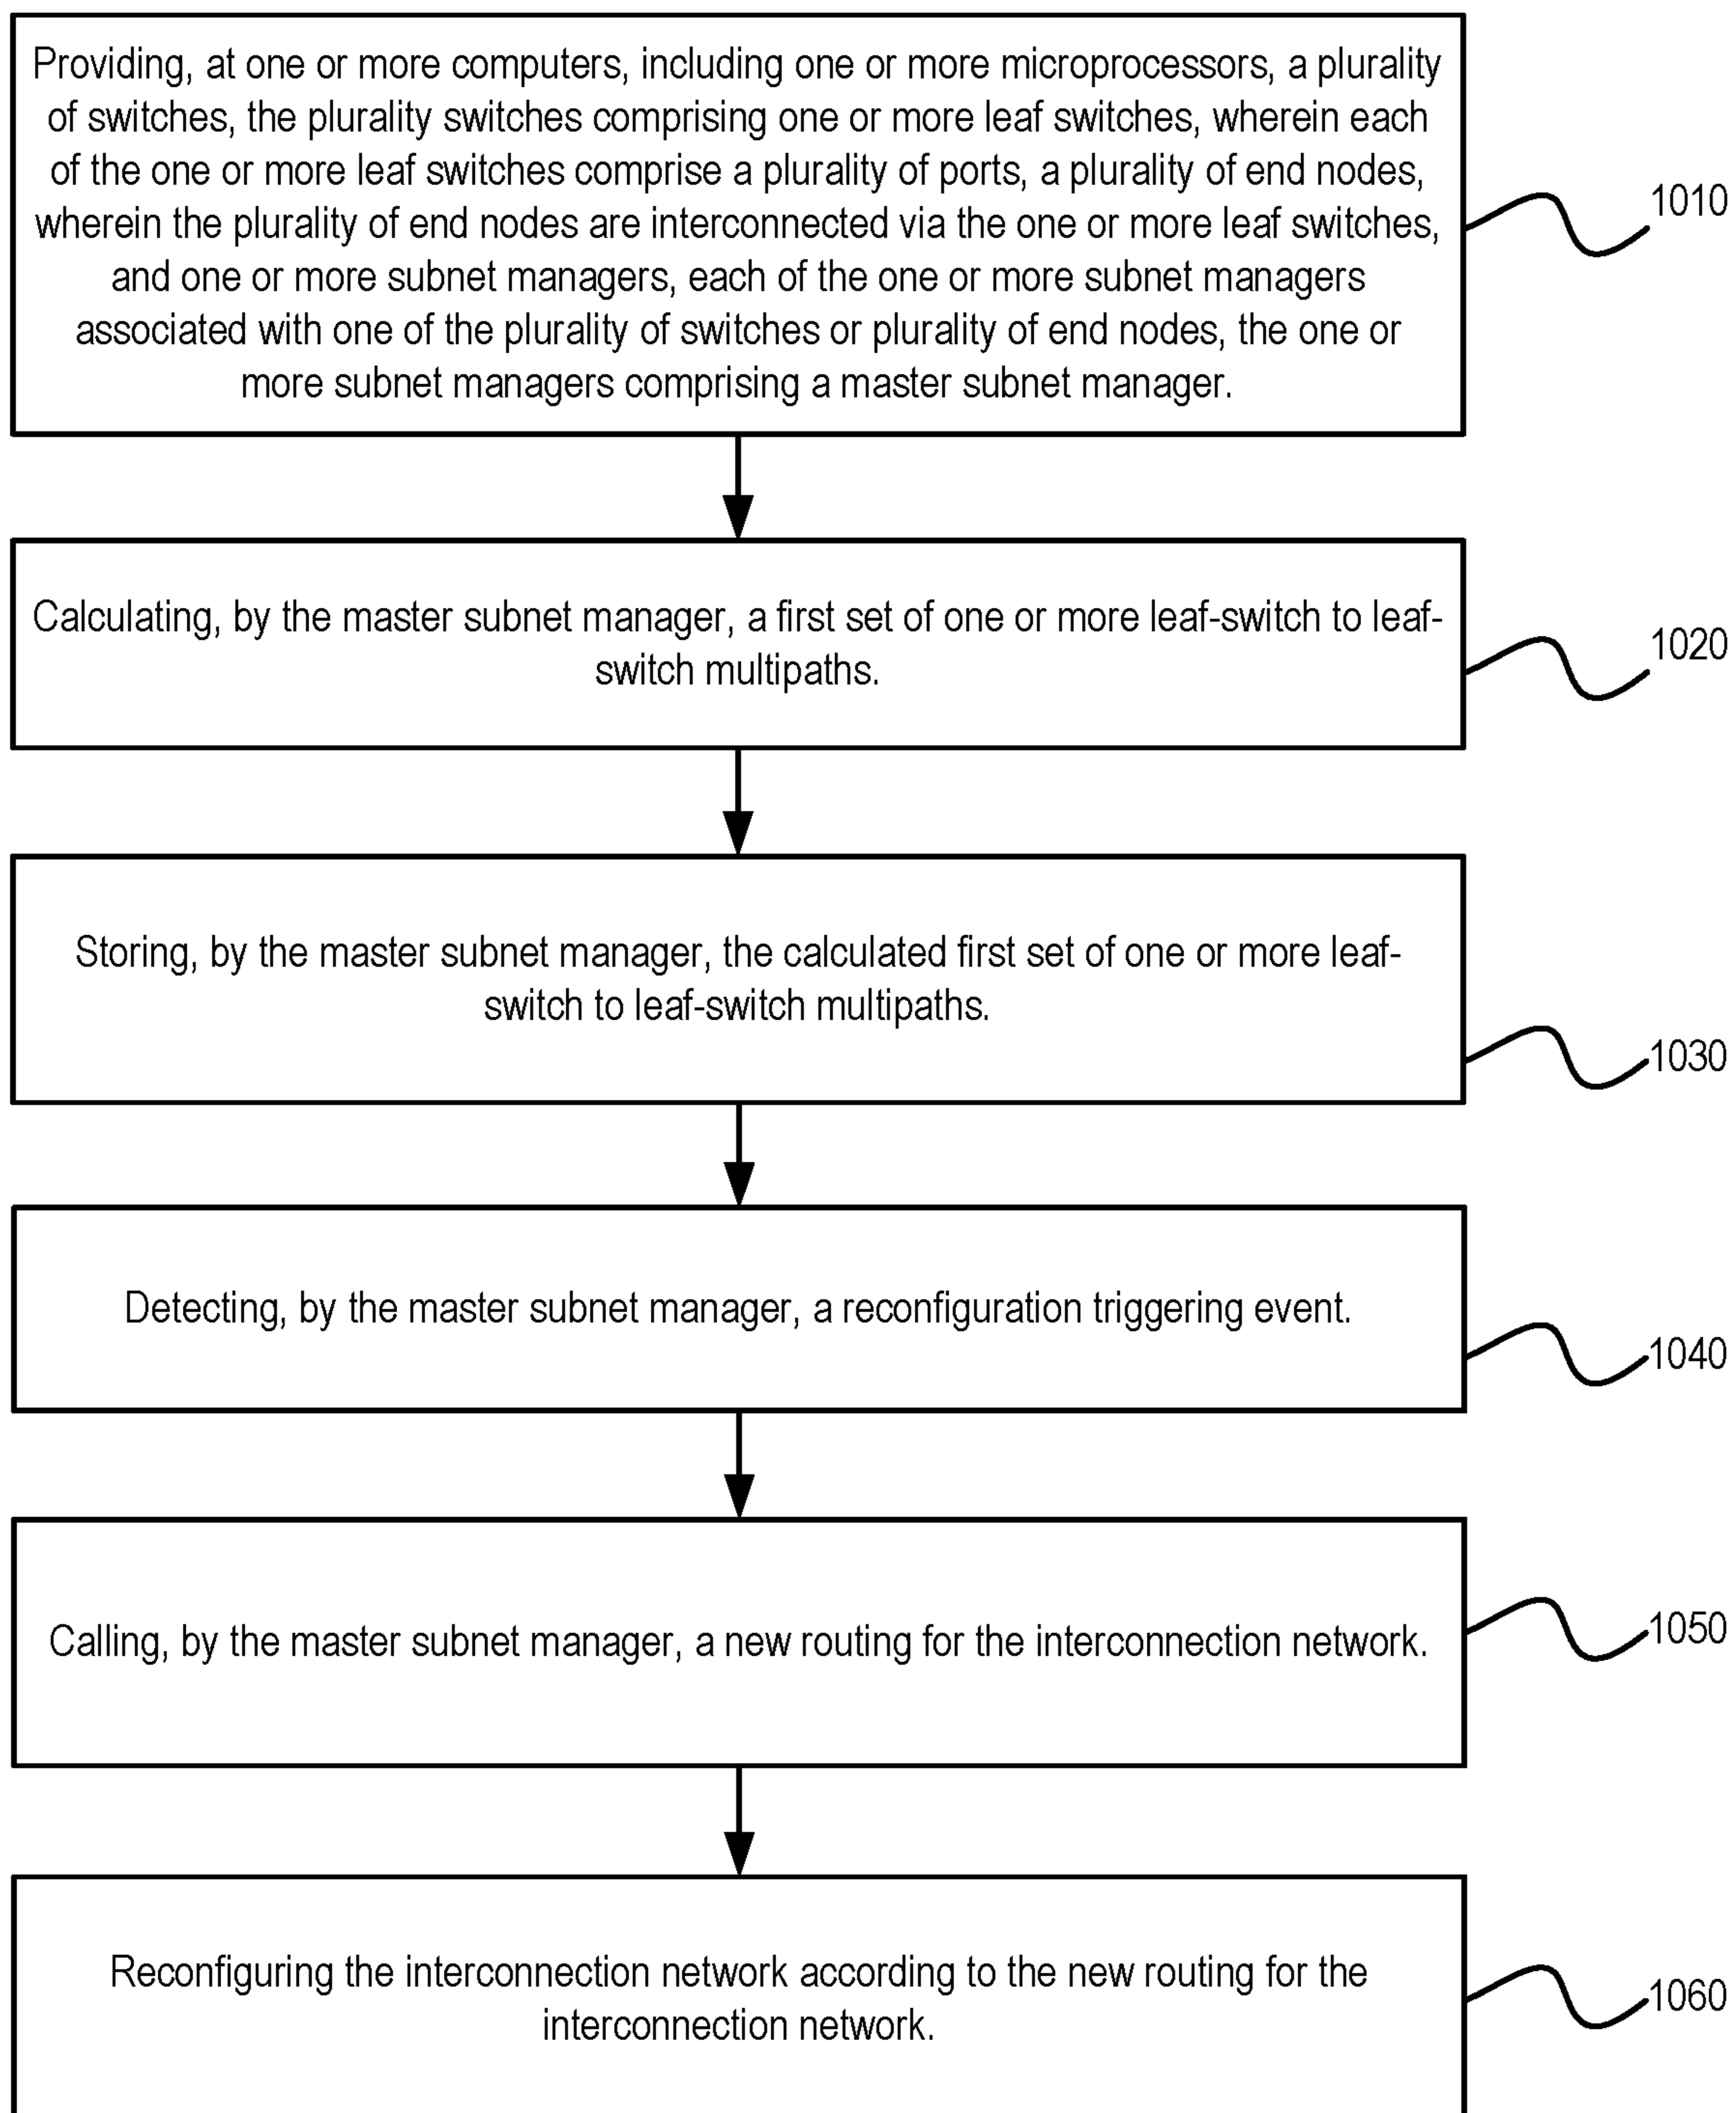 Providing, at one or more computers, including one or more microprocessors, a plurality
of switches, the plurality switches comprising one or more leaf switches, wherein each
of the one or more leaf switches comprise a plurality of ports, a plurality of end nodes,
wherein the plurality of end nodes are interconnected via the one or more leaf switches,
and one or more subnet managers, each of the one or more subnet managers
associated with one of the plurality of switches or plurality of end nodes, the one or
more subnet managers comprising a master subnet manager.
1010
Calculating, by the master subnet manager, a first set of one or more leaf-switch to leaf-
switch multipaths.
1020
Storing, by the master subnet manager, the calculated first set of one or more leaf-
switch to leaf-switch multipaths.
1030
Detecting, by the master subnet manager, a reconfiguration triggering event.
1040
Calling, by the master subnet manager, a new routing for the interconnection network.
1050
Reconfiguring the interconnection network according to the new routing for the
interconnection network.
1060